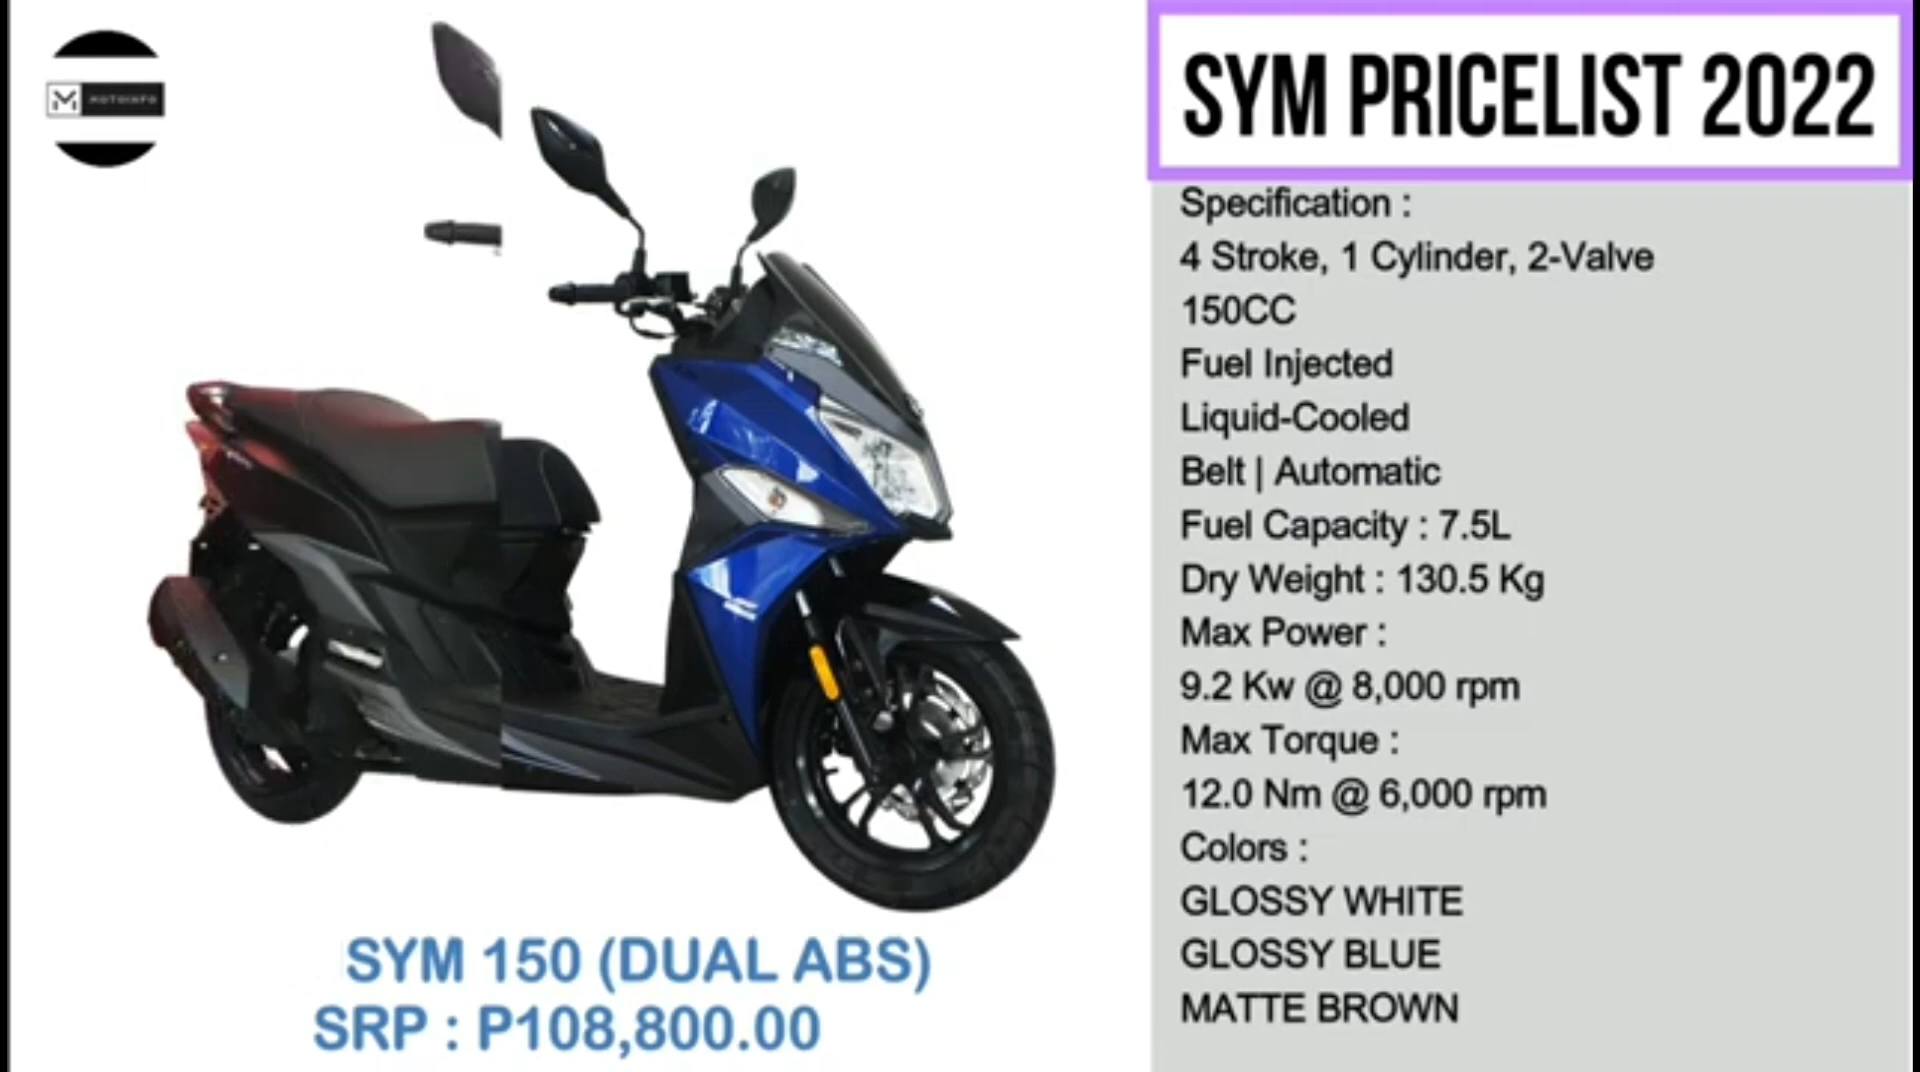 MOTOINFO
SYM PRICELIST 2022
Specification :
4 Stroke, 1 Cylinder, 2-Valve
150CC
Fuel Injected
Liquid-Cooled
Belt | Automatic
Fuel Capacity : 7.5L
Dry Weight : 130.5 Kg
Max Power :
9.2 Kw @ 8,000 rpm
Max Torque :
12.0 Nm @ 6,000 rpm
Colors :
GLOSSY WHITE
GLOSSY BLUE
MATTE BROWN
SYM 150 (DUAL ABS)
SRP : P108,800.00